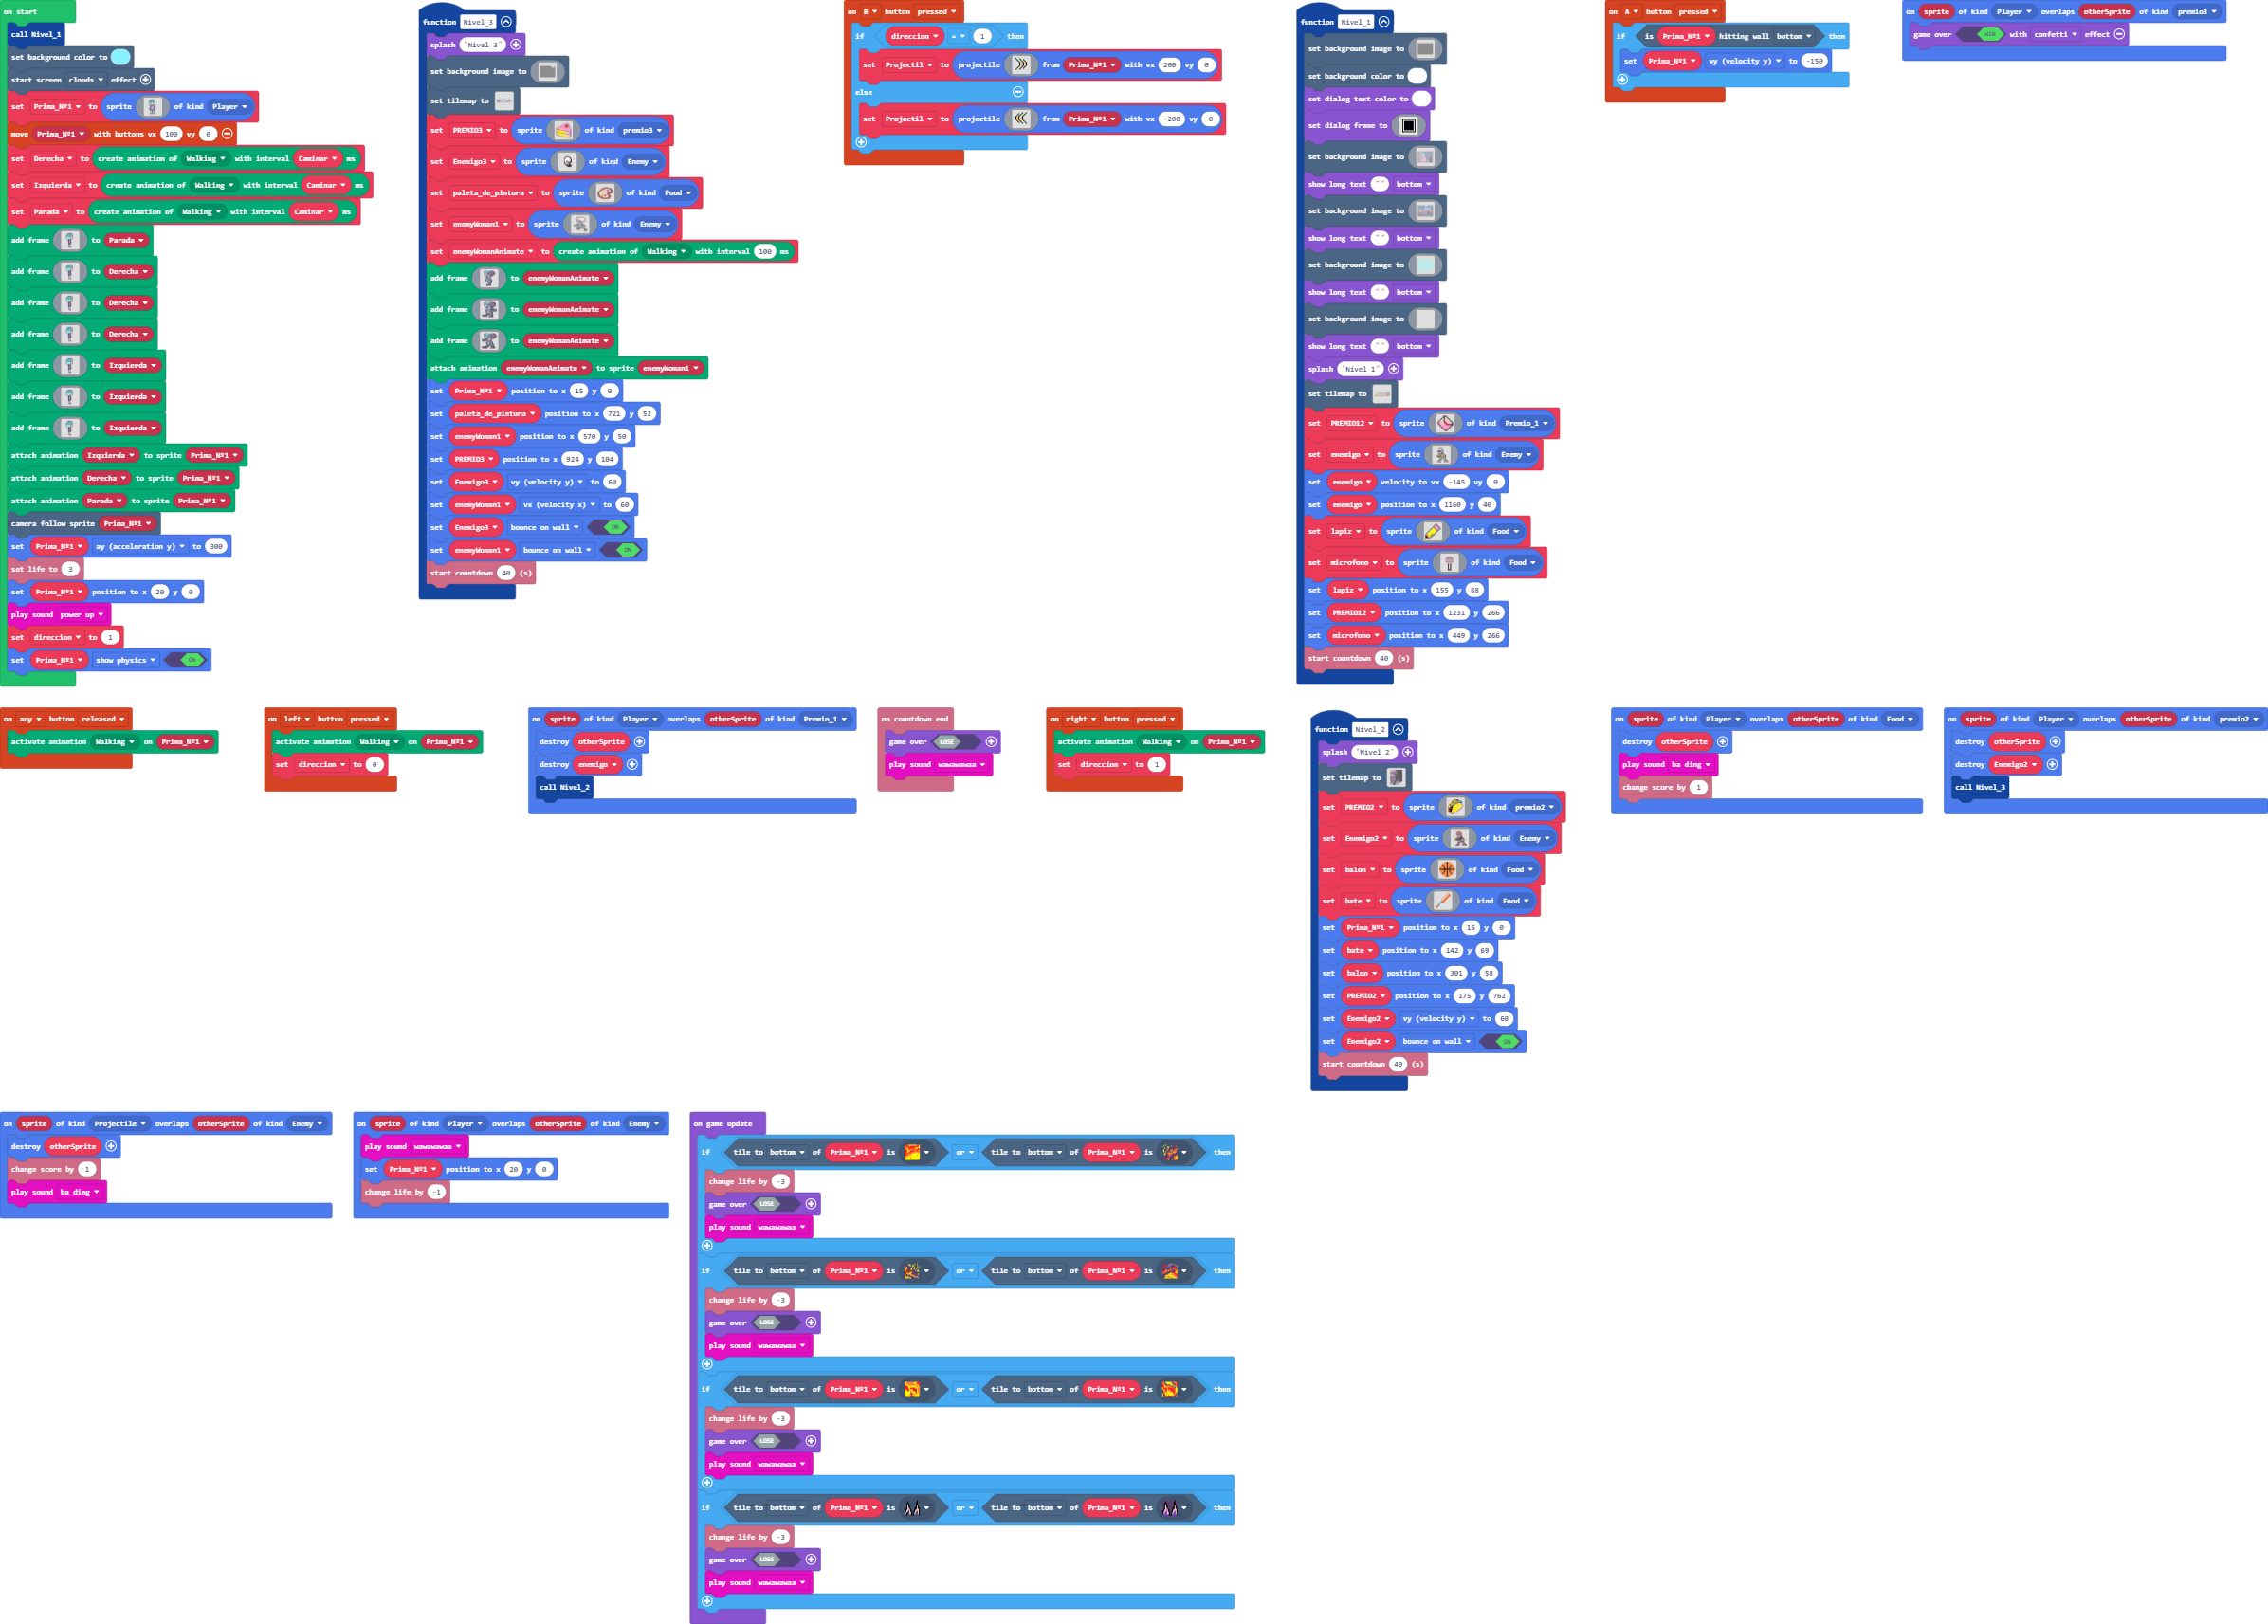 on start
call Nivel_1
set background color to
start screen clouds effect
set Prima_Nº1 to sprite of kind Player
move Prima_Nº1 with buttons vx 100 vy 0
set Derecha to create animation of Walking with interval Caminar ms
set Izquierda to create animation of Walking with interval Caminar ms
set Parada to create animation of Walking with interval Caminar ms
add frame to Parada
add frame to Derecha
add frame to Derecha
add frame to Derecha
add frame to Izquierda
add frame to Izquierda
add frame to Izquierda
attach animation Izquierda to sprite Prima_Nº1
attach animation Derecha to sprite Prima_Nº1
attach animation Parada to sprite Prima_Nº1
camera follow sprite Prima_Nº1
set Prima_Nº1 ay (acceleration y) to 300
set life to 3
set Prima_Nº1 position to x 20 y 0
play sound power up
set direccion to 1
set Prima_Nº1 show physics ON
function Nivel_3
splash "Nivel 3"
set background image to
set tilemap to
set PREMIO3 to sprite of kind premio3
set Enemigo3 to sprite of kind Enemy
set paleta_de_pintura to sprite of kind Food
set enemyWoman1 to sprite of kind Enemy
set enemyWomanAnimate to create animation of Walking with interval 100 ms
add frame to enemyWomanAnimate
add frame to enemyWomanAnimate
add frame to enemyWomanAnimate
attach animation enemyWomanAnimate to sprite enemyWoman1
set Prima_Nº1 position to x 15 y 0
set paleta_de_pintura position to x 721 y 52
set enemyWoman1 position to x 570 y 50
set PREMIO3 position to x 924 y 104
set Enemigo3 vy (velocity y) to 60
set enemyWoman1 vx (velocity x) to 60
set Enemigo3 bounce on wall ON
set enemyWoman1 bounce on wall ON
start countdown 40 (s)
on B button pressed
if direccion = 1 then
set Projectil to projectile from Prima_Nº1 with vx 200 vy 0
else
set Projectil to projectile from Prima_Nº1 with vx -200 vy 0
function Nivel_1
set background image to
set background color to
set dialog text color to
set dialog frame to
set background image to
show long text " " bottom
set background image to
show long text " " bottom
set background image to
show long text " " bottom
set background image to
show long text " " bottom
splash "Nivel 1"
set tilemap to
set PREMIO12 to sprite of kind Premio_1
set enemigo to sprite of kind Enemy
set enemigo velocity to vx -145 vy 0
set enemigo position to x 1160 y 40
set lapiz to sprite of kind Food
set microfono to sprite of kind Food
set lapiz position to x 155 y 88
set PREMIO12 position to x 1231 y 266
set microfono position to x 449 y 266
start countdown 40 (s)
on A button pressed
if is Prima_Nº1 hitting wall bottom then
set Prima_Nº1 vy (velocity y) to -150
on sprite of kind Player overlaps otherSprite of kind premio3
game over WIN with confetti effect
on any button released
activate animation Walking on Prima_Nº1
on left button pressed
activate animation Walking on Prima_Nº1
set direccion to 0
on sprite of kind Player overlaps otherSprite of kind Premio_1
destroy otherSprite
destroy enemigo
call Nivel_2
on countdown end
game over LOSE
play sound wawawawaa
on right button pressed
activate animation Walking on Prima_Nº1
set direccion to 1
function Nivel_2
splash "Nivel 2"
set tilemap to
set PREMIO2 to sprite of kind premio2
set Enemigo2 to sprite of kind Enemy
set balon to sprite of kind Food
set bate to sprite of kind Food
set Prima_Nº1 position to x 15 y 0
set bate position to x 142 y 69
set balon position to x 301 y 58
set PREMIO2 position to x 175 y 762
set Enemigo2 vy (velocity y) to 60
set Enemigo2 bounce on wall ON
start countdown 40 (s)
on sprite of kind Player overlaps otherSprite of kind Food
destroy otherSprite
play sound ba ding
change score by 1
on sprite of kind Player overlaps otherSprite of kind premio2
destroy otherSprite
destroy Enemigo2
call Nivel_3
on sprite of kind Projectile overlaps otherSprite of kind Enemy
destroy otherSprite
change score by 1
play sound ba ding
on sprite of kind Player overlaps otherSprite of kind Enemy
play sound wawawawaa
set Prima_Nº1 position to x 20 y 0
change life by -1
on game update
if tile to bottom of Prima_Nº1 is or tile to bottom of Prima_Nº1 is then
change life by -3
game over LOSE
play sound wawawawaa
if tile to bottom of Prima_Nº1 is or tile to bottom of Prima_Nº1 is then
change life by -3
game over LOSE
play sound wawawawaa
if tile to bottom of Prima_Nº1 is or tile to bottom of Prima_Nº1 is then
change life by -3
game over LOSE
play sound wawawawaa
if tile to bottom of Prima_Nº1 is or tile to bottom of Prima_Nº1 is then
change life by -3
game over LOSE
play sound wawawawaa